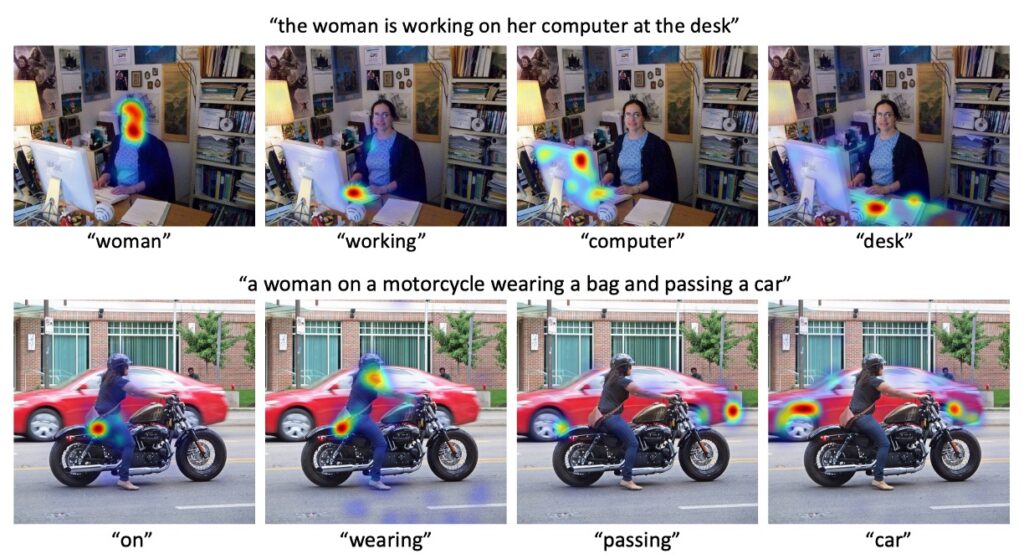 “the woman is working on her computer at the desk”
“woman” “working” “computer” “desk”
“a woman on a motorcycle wearing a bag and passing a car”
“on” “wearing” “passing” “car”